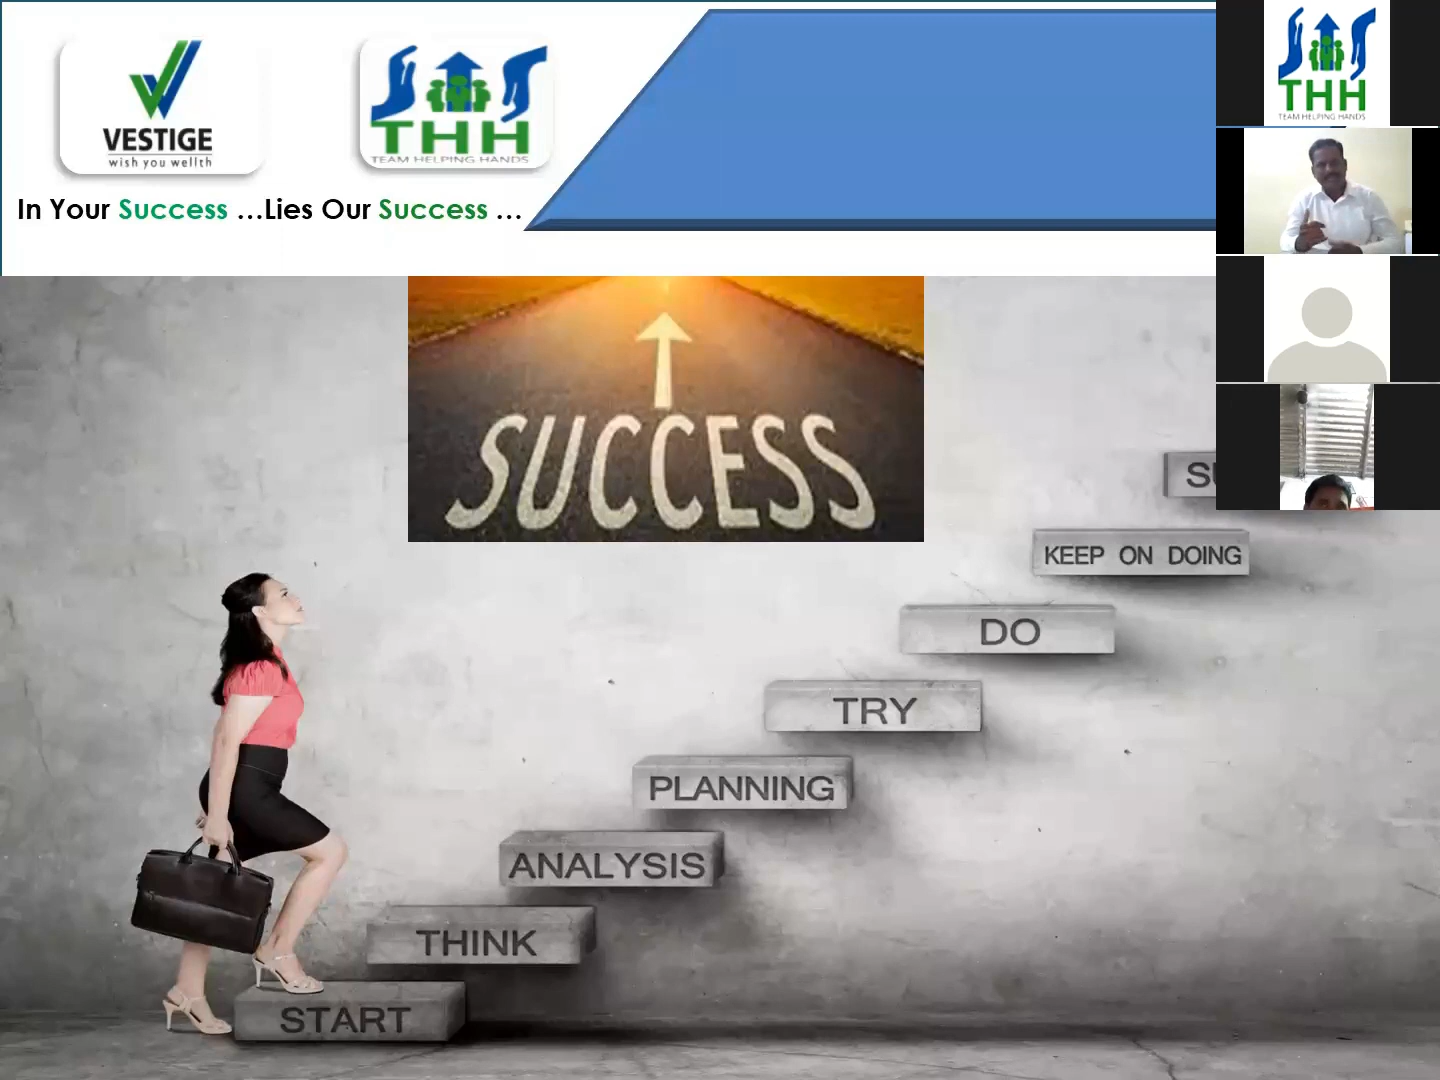 VESTIGE
wish you wellth
THH
TEAM HELPING HANDS
In Your Success ...Lies Our Success ...
THH
TEAM HELPING HANDS
SUCCESS
KEEP ON DOING
DO
TRY
PLANNING
ANALYSIS
THINK
START